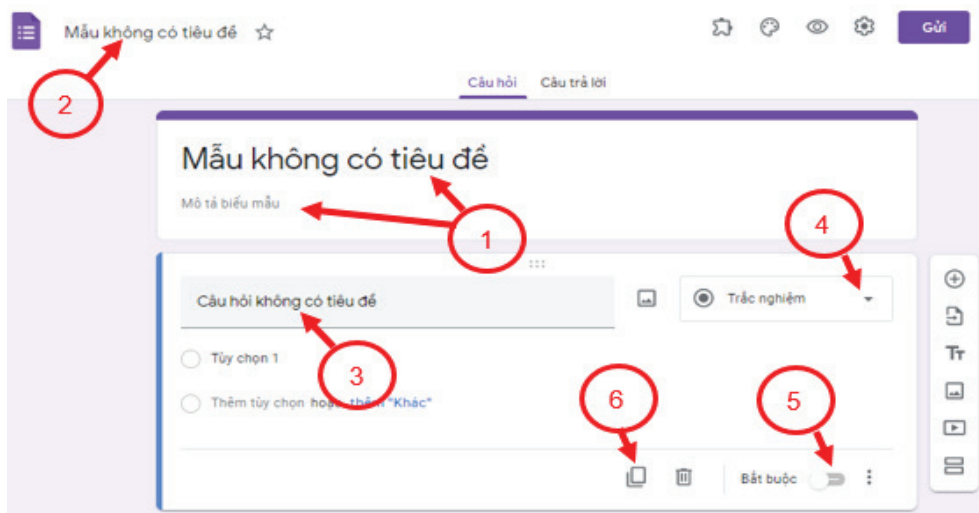 Mẫu không có tiêu đề
Gửi
2
Câu hỏi Câu trả lời
Mẫu không có tiêu đề
Mô tả biểu mẫu
1
4
Câu hỏi không có tiêu đề
Trắc nghiệm
Tùy chọn 1
3
Thêm tùy chọn hoặc thêm "Khác"
6
5
Bắt buộc
Tт